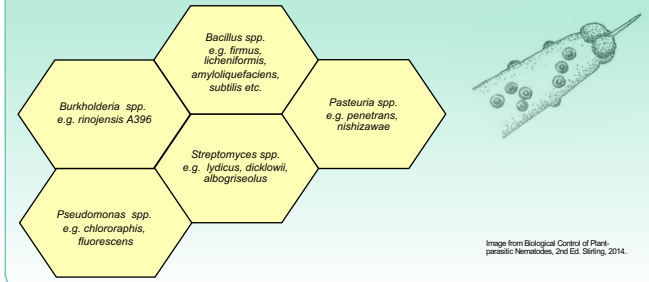 Bacillus spp.
e.g. firmus,
licheniformis,
amyloliquefaciens,
subtilis etc.
Burkholderia spp.
e.g. rinojensis A396
Pasteuria spp.
e.g. penetrans,
nishizawae
Streptomyces spp.
e.g. lydicus, dicklowii,
albogriseolus
Pseudomonas spp.
e.g. chlororaphis,
fluorescens
Image from Biological Control of Plant-
parasitic Nematodes, 2nd Ed. Stirling, 2014.